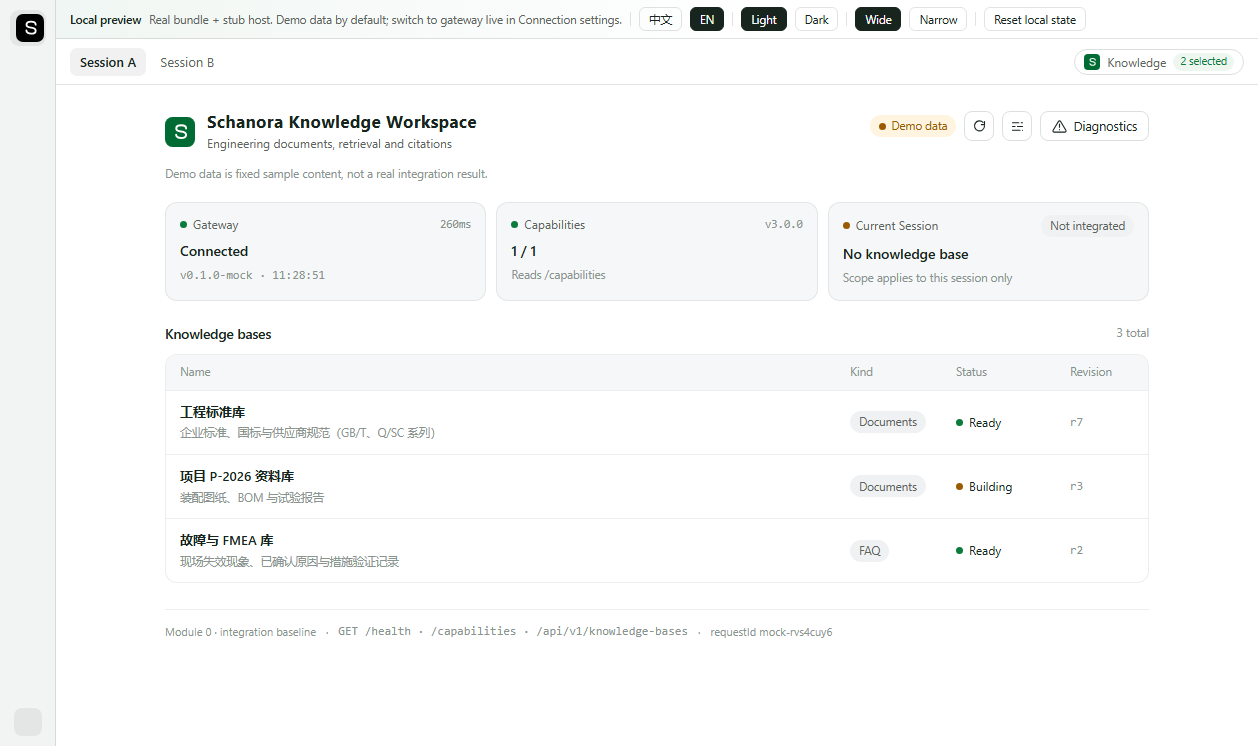 S
Local preview Real bundle + stub host. Demo data by default; switch to gateway live in Connection settings. 中文 EN Light Dark Wide Narrow Reset local state
Session A Session B S Knowledge 2 selected
S Schanora Knowledge Workspace
Engineering documents, retrieval and citations
Demo data Diagnostics
Demo data is fixed sample content, not a real integration result.
Gateway 260ms
Connected
v0.1.0-mock · 11:28:51
Capabilities v3.0.0
1 / 1
Reads /capabilities
Current Session Not integrated
No knowledge base
Scope applies to this session only
Knowledge bases 3 total
Name Kind Status Revision
工程标准库
企业标准、国标与供应商规范（GB/T、Q/SC 系列）
Documents Ready r7
项目 P-2026 资料库
装配图纸、BOM 与试验报告
Documents Building r3
故障与 FMEA 库
现场失效现象、已确认原因与措施验证记录
FAQ Ready r2
Module 0 · integration baseline · GET /health · /capabilities · /api/v1/knowledge-bases · requestId mock-rvs4cuy6